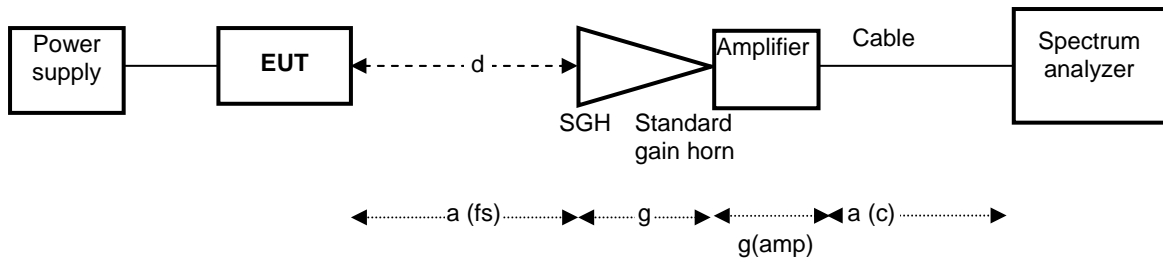 Power
supply
EUT
d
SGH
Standard
gain horn
Amplifier
Cable
Spectrum
analyzer
a (fs)
g
g(amp)
a (c)